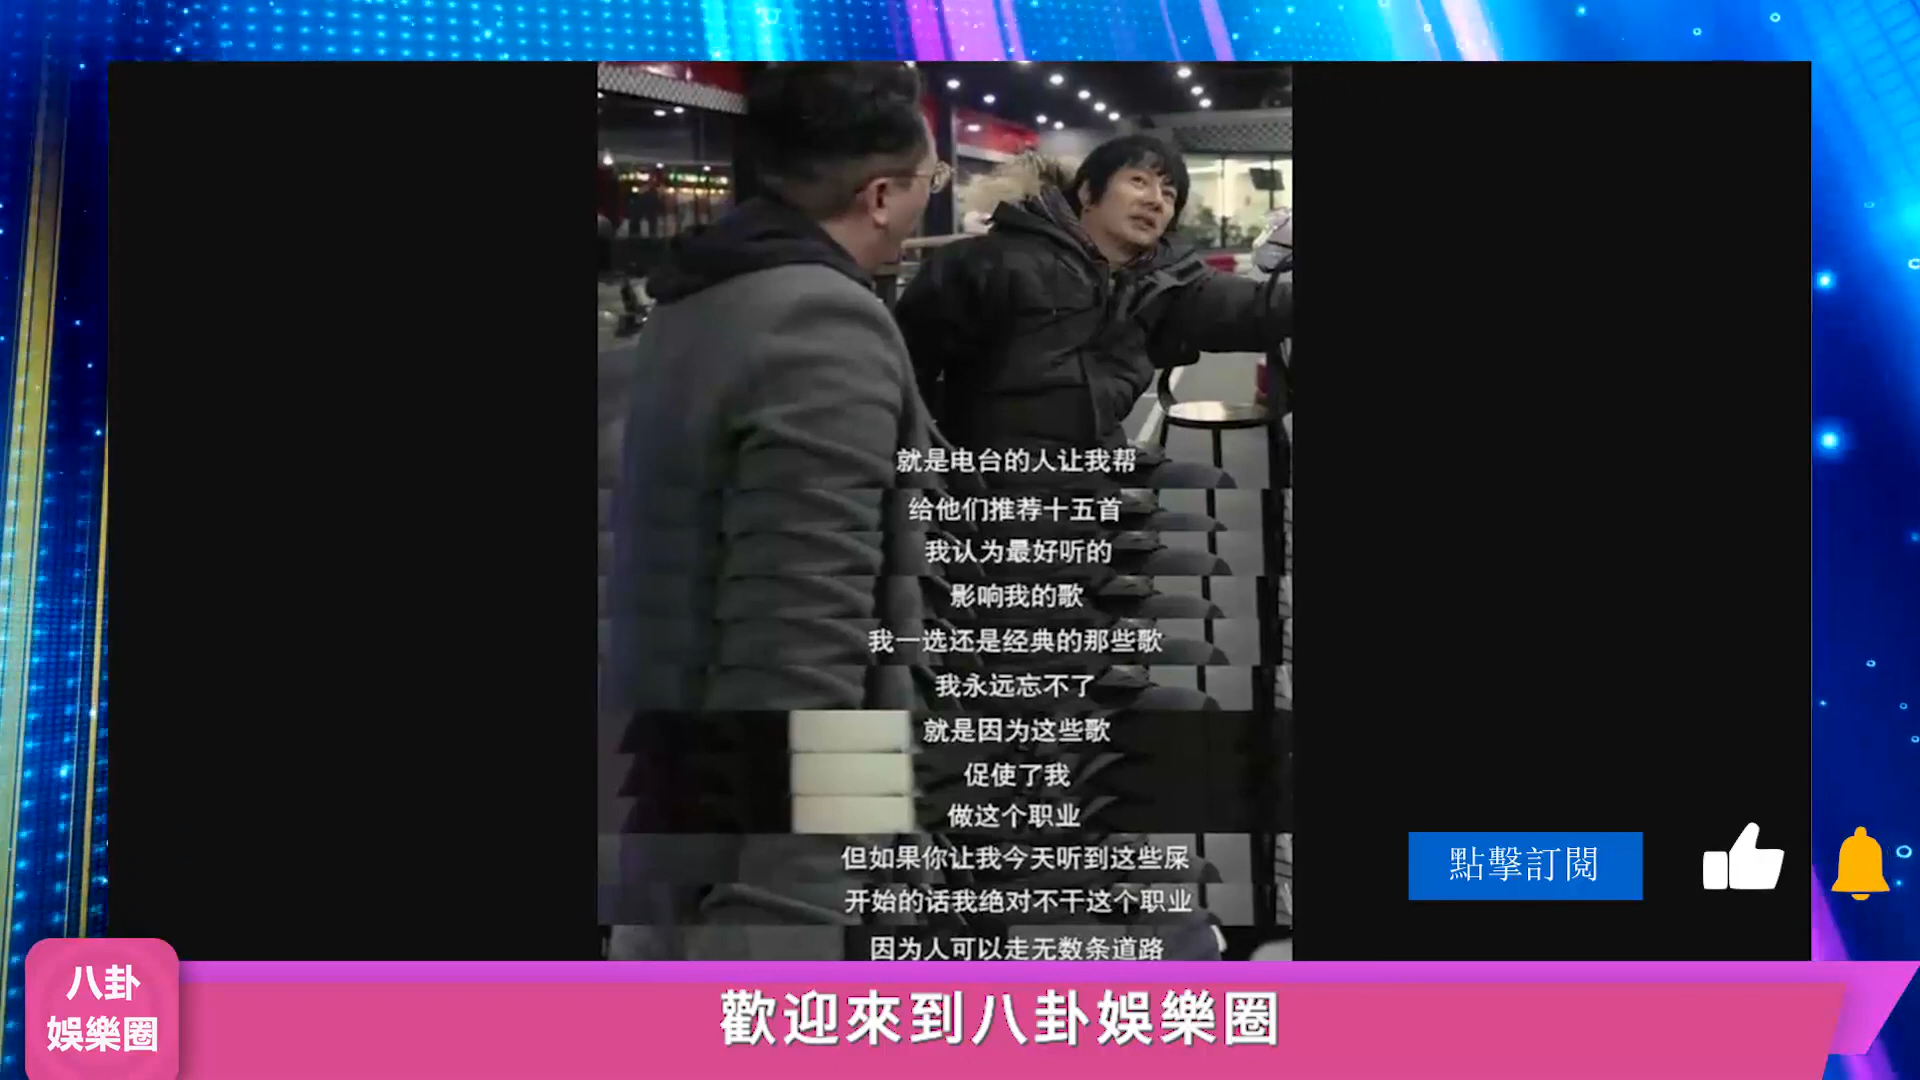 就是电台的人让我帮
给他们推荐十五首
我认为最好听的
影响我的歌
我一选还是经典的那些歌
我永远忘不了
就是因为这些歌
促使了我
做这个职业
但如果你让我今天听到这些屎
开始的话我绝对不干这个职业
因为人可以走无数条道路
點擊訂閱
八卦
娛樂圈
歡迎來到八卦娛樂圈